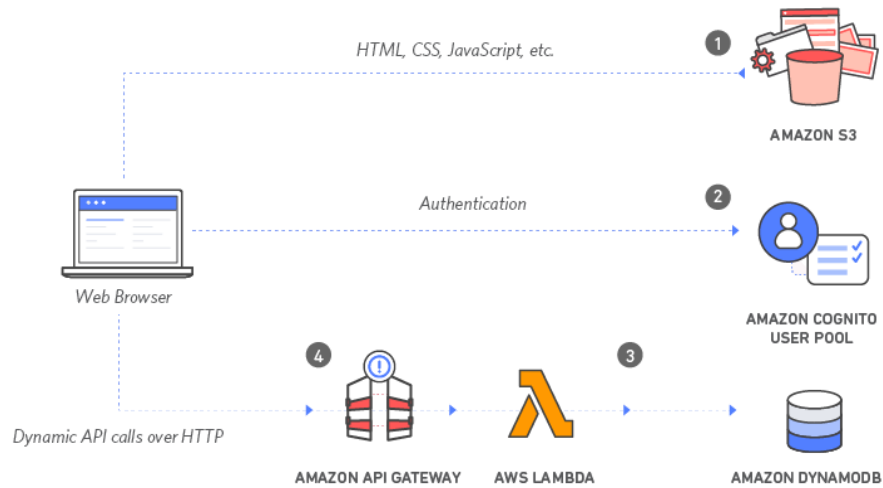 HTML, CSS, JavaScript, etc.
1
AMAZON S3
Authentication
2
Web Browser
AMAZON COGNITO
USER POOL
4
3
Dynamic API calls over HTTP
AMAZON API GATEWAY
AWS LAMBDA
AMAZON DYNAMODB